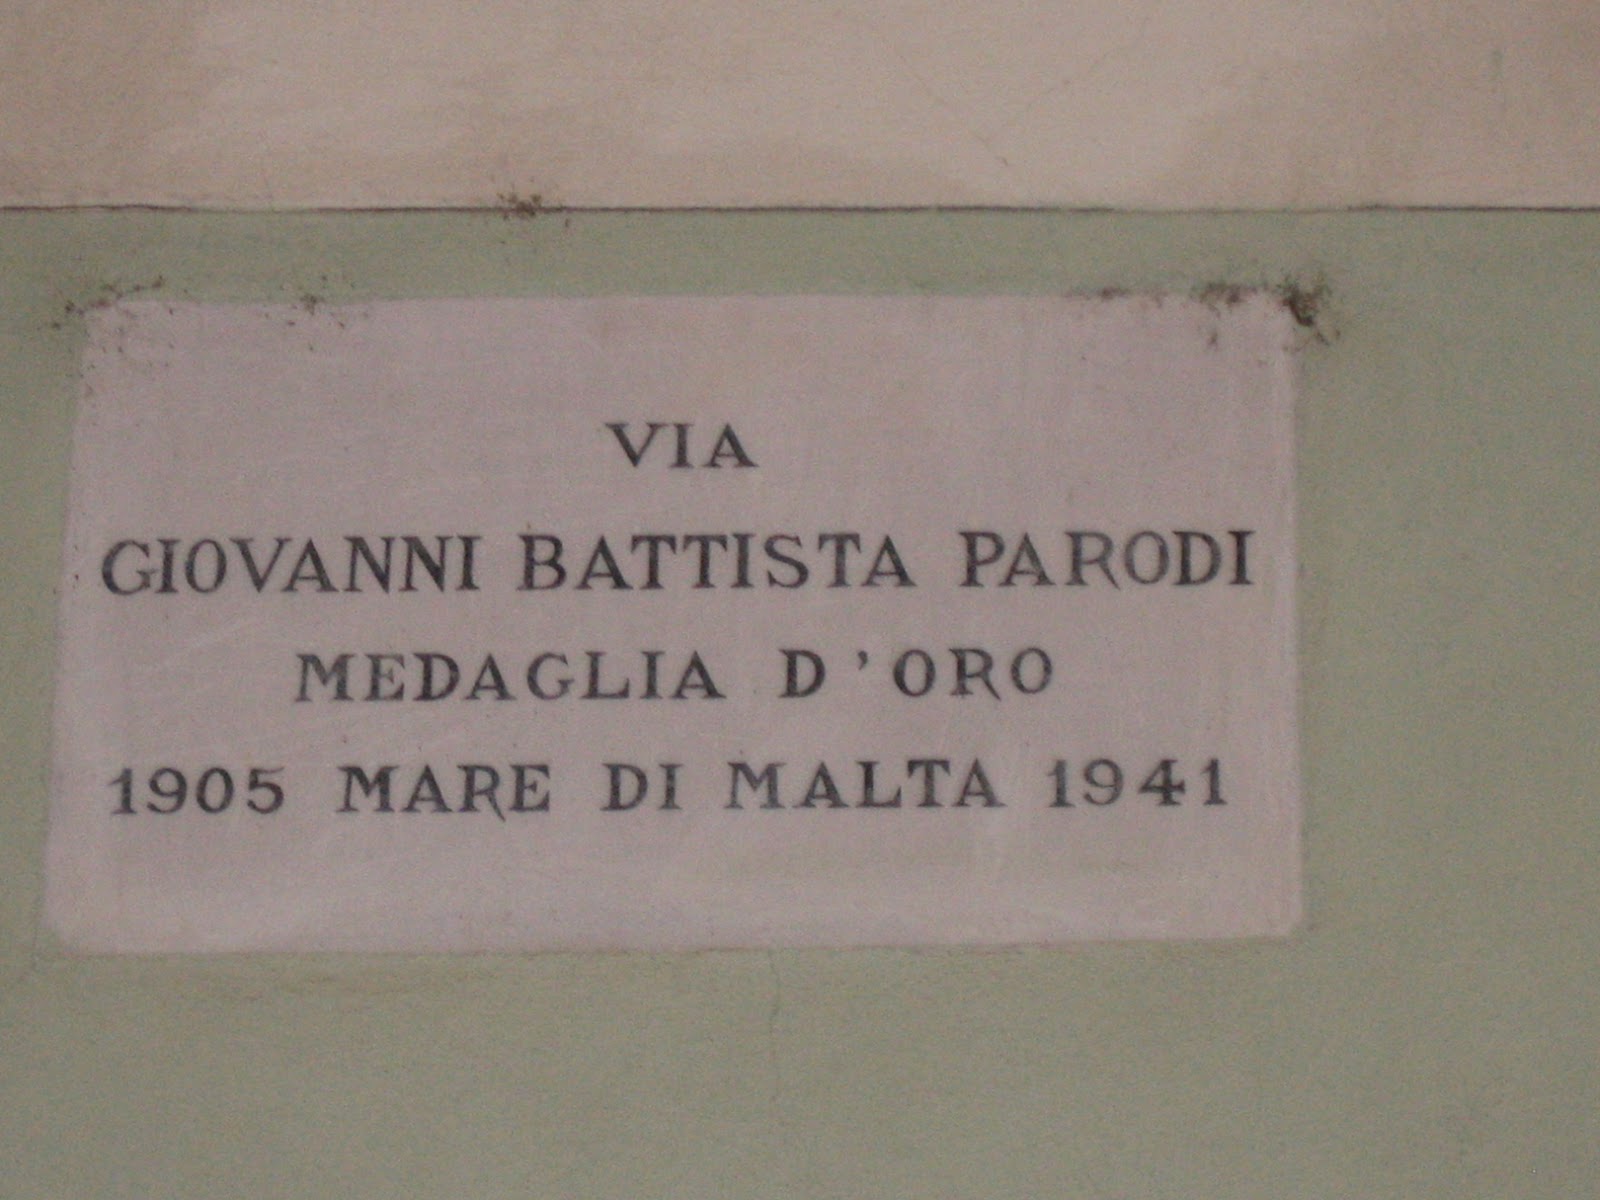 VIA
GIOVANNI BATTISTA PARODI
MEDAGLIA D'ORO
1905 MARE DI MALTA 1941